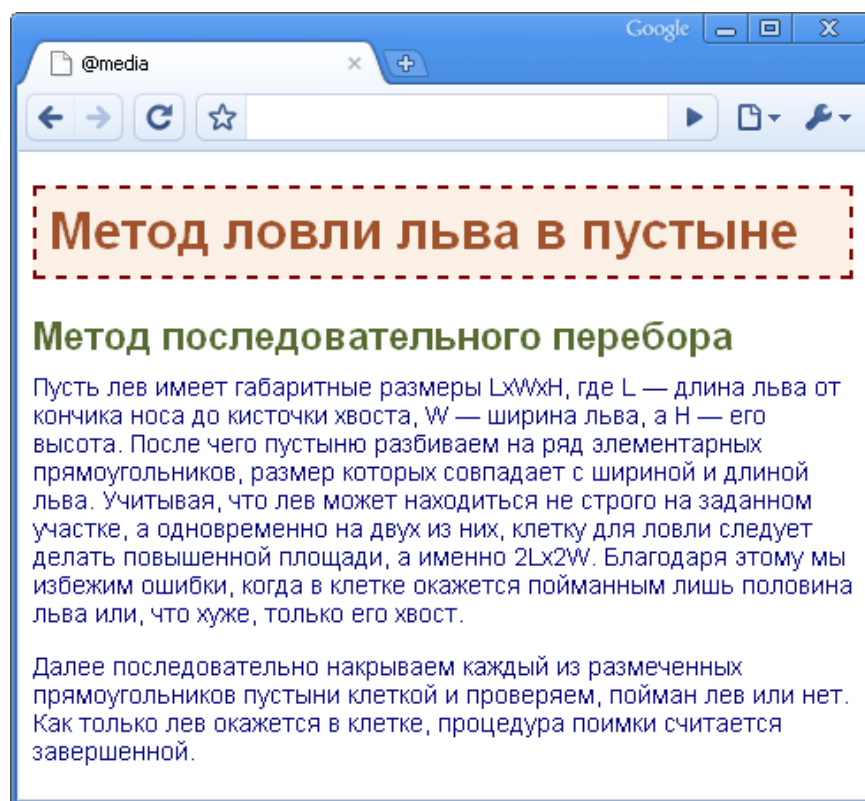 Google
@media
Метод ловли льва в пустыне
Метод последовательного перебора
Пусть лев имеет габаритные размеры LxWxH, где L — длина льва от
кончика носа до кисточки хвоста, W — ширина льва, а H — его
высота. После чего пустыню разбиваем на ряд элементарных
прямоугольников, размер которых совпадает с шириной и длиной
льва. Учитывая, что лев может находиться не строго на заданном
участке, а одновременно на двух из них, клетку для ловли следует
делать повышенной площади, а именно 2Lx2W. Благодаря этому мы
избежим ошибки, когда в клетке окажется пойманным лишь половина
льва или, что хуже, только его хвост.
Далее последовательно накрываем каждый из размеченных
прямоугольников пустыни клеткой и проверяем, пойман лев или нет.
Как только лев окажется в клетке, процедура поимки считается
завершенной.